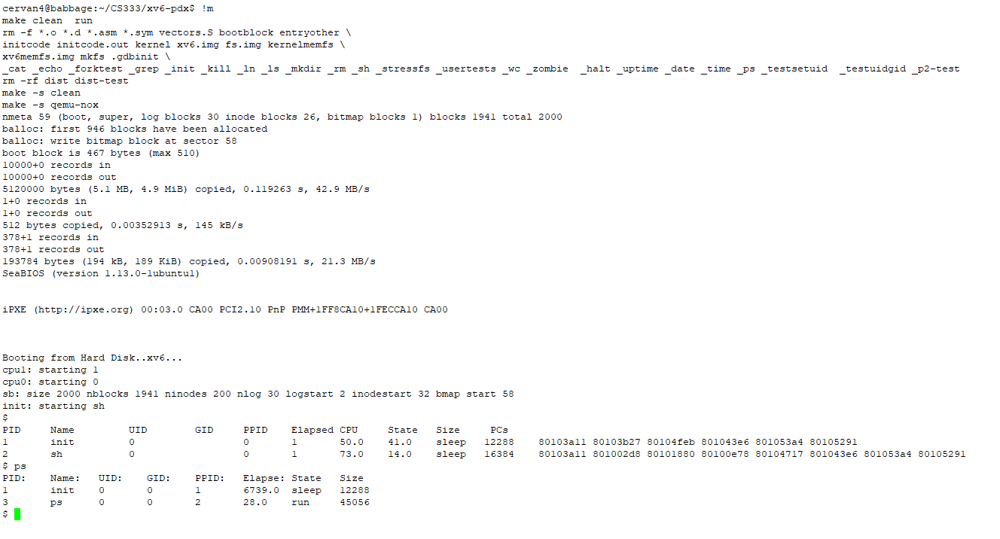 cervan4@babbage:~/CS333/xv6-pdx$ !m
make clean  run
rm -f *.o *.d *.asm *.sym vectors.S bootblock entryother \
initcode initcode.out kernel xv6.img fs.img kernelmemfs \
xv6memfs.img mkfs .gdbinit \
_cat _echo _forktest _grep _init _kill _ln _ls _mkdir _rm _sh _stressfs _usertests _wc _zombie  _halt _uptime _date _time _ps _testsetuid  _testuidgid _p2-test
rm -rf dist dist-test
make -s clean
make -s qemu-nox
nmeta 59 (boot, super, log blocks 30 inode blocks 26, bitmap blocks 1) blocks 1941 total 2000
balloc: first 946 blocks have been allocated
balloc: write bitmap block at sector 58
boot block is 467 bytes (max 510)
10000+0 records in
10000+0 records out
5120000 bytes (5.1 MB, 4.9 MiB) copied, 0.119263 s, 42.9 MB/s
1+0 records in
1+0 records out
512 bytes copied, 0.00352913 s, 145 kB/s
378+1 records in
378+1 records out
193784 bytes (194 kB, 189 KiB) copied, 0.00908191 s, 21.3 MB/s
SeaBIOS (version 1.13.0-1ubuntu1)
iPXE (http://ipxe.org) 00:03.0 CA00 PCI2.10 PnP PMM+1FF8CA10+1FECCA10 CA00
Booting from Hard Disk..xv6...
cpu1: starting 1
cpu0: starting 0
sb: size 2000 nblocks 1941 ninodes 200 nlog 30 logstart 2 inodestart 32 bmap start 58
init: starting sh
$
PID     Name         UID        GID     PPID    Elapsed CPU     State   Size     PCs
1       init         0                  0       1       50.0    41.0    sleep   12288    80103a11 80103b27 80104feb 801043e6 801053a4 80105291
2       sh           0                  0       1       73.0    14.0    sleep   16384    80103a11 801002d8 80101880 80100e78 80104717 801043e6 801053a4 80105291
$ ps
PID:    Name:   UID:    GID:    PPID:   Elapse: State   Size
1       init    0       0       1       6739.0  sleep   12288
3       ps      0       0       2       28.0    run     45056
$